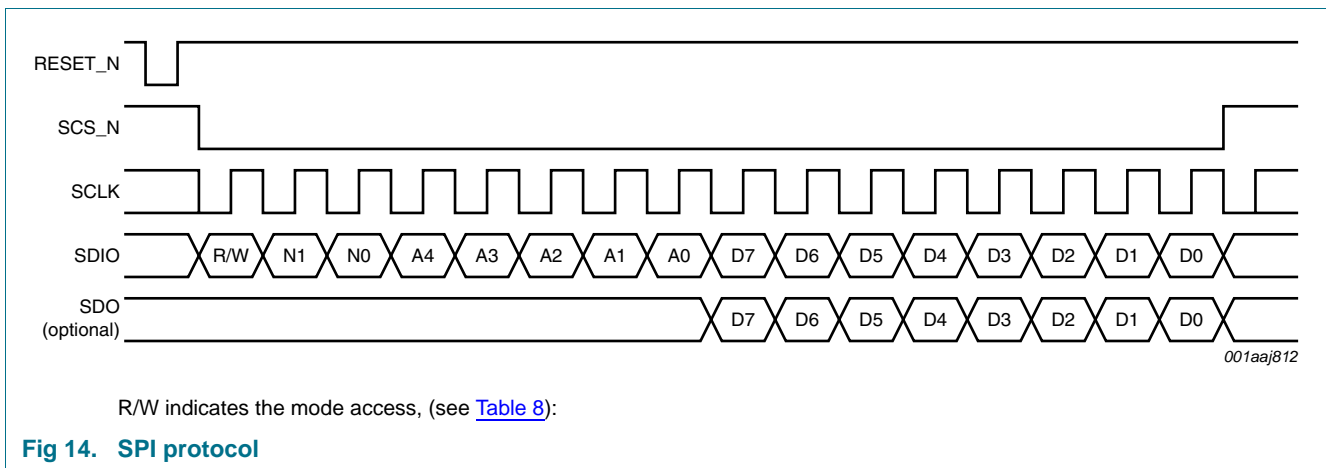 RESET_N
SCS_N
SCLK
SDIO R/W N1 N0 A4 A3 A2 A1 A0 D7 D6 D5 D4 D3 D2 D1 D0
SDO
(optional) D7 D6 D5 D4 D3 D2 D1 D0
001aaj812
R/W indicates the mode access, (see Table 8):
Fig 14. SPI protocol